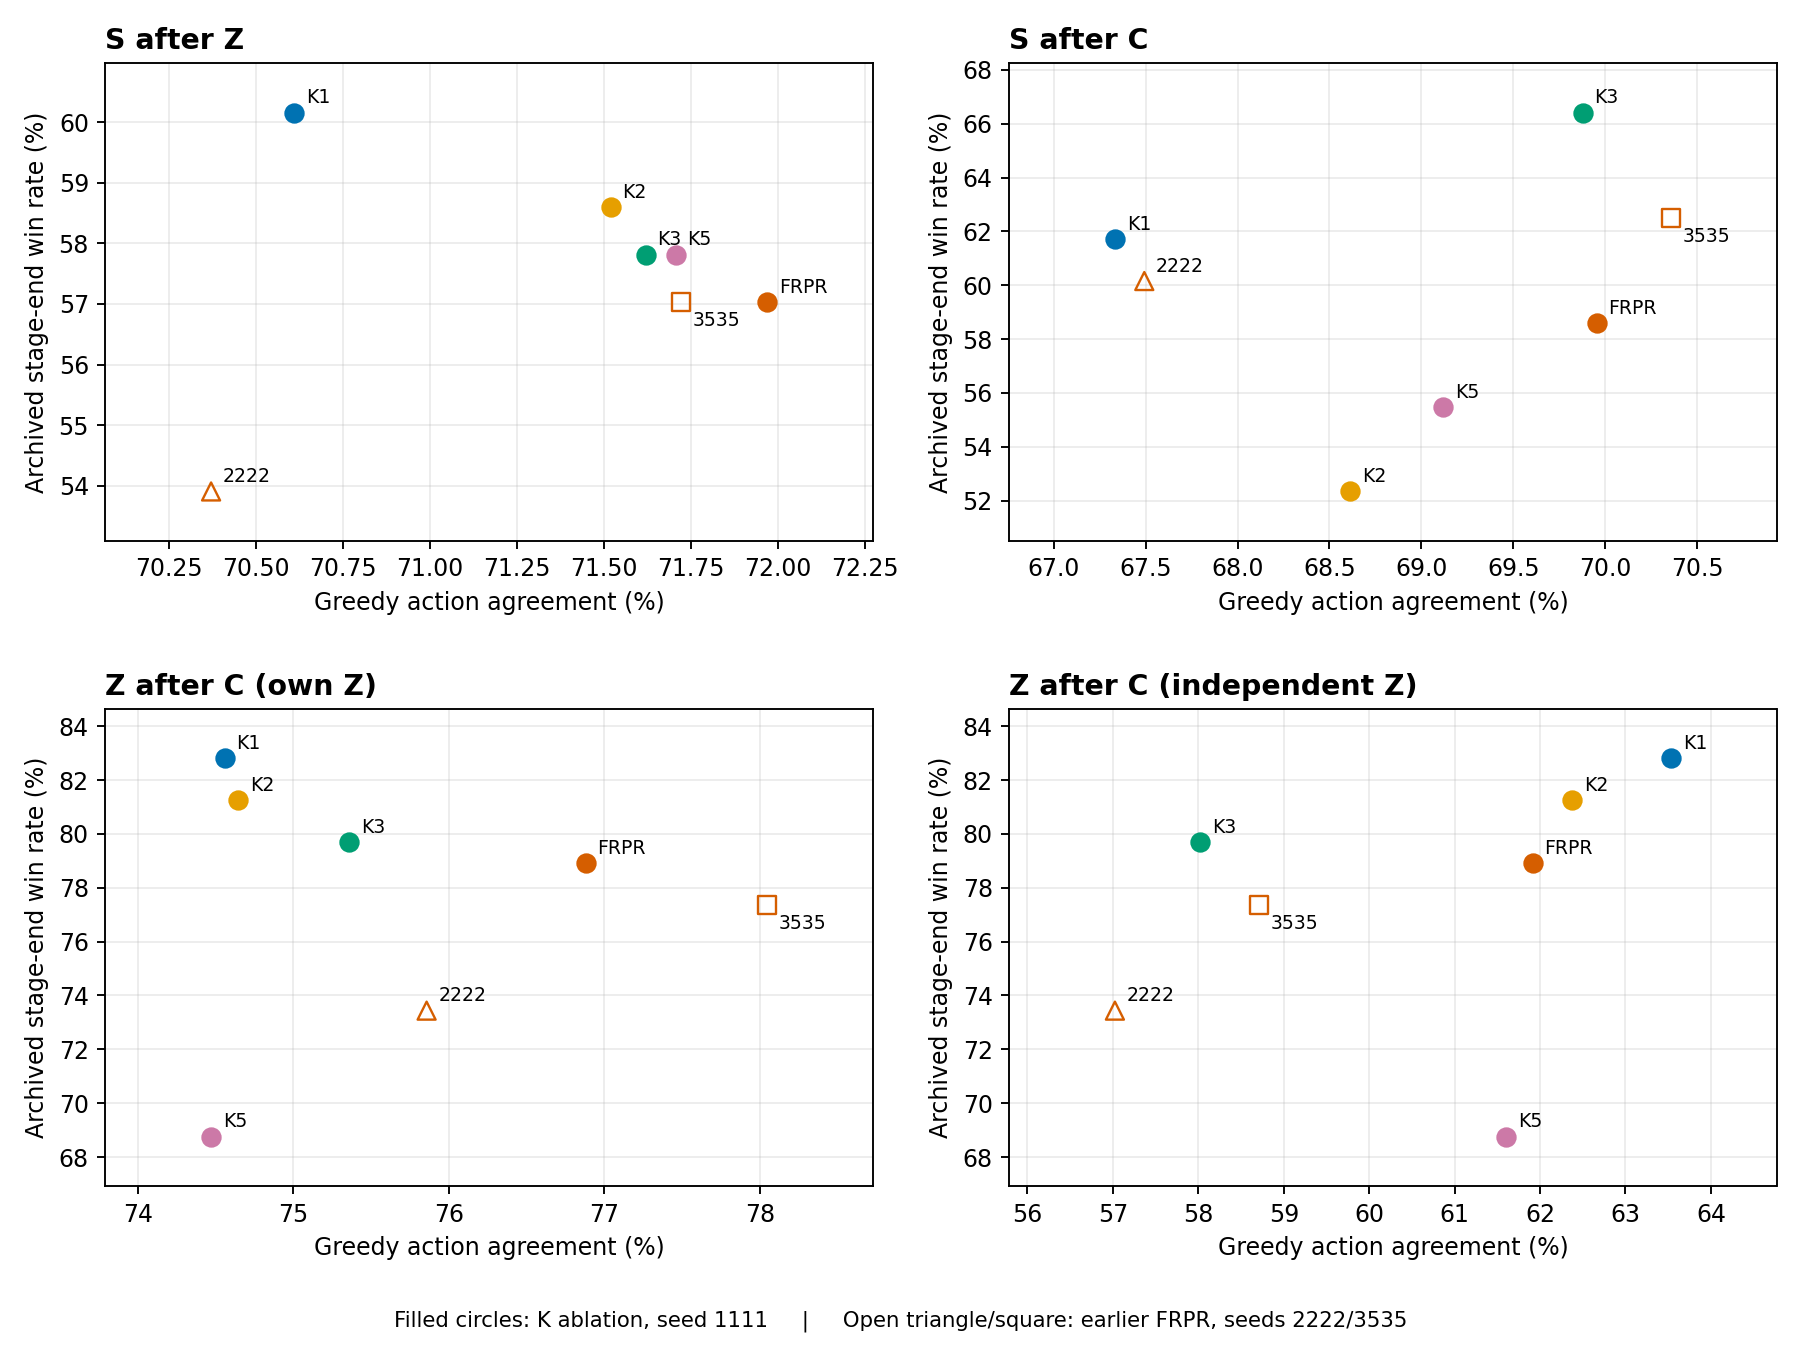 S after Z
Archived stage-end win rate (%)
60
59
58
57
56
55
54
K1
K2
K3
K5
FRPR
3535
2222
70.25 70.50 70.75 71.00 71.25 71.50 71.75 72.00 72.25
Greedy action agreement (%)
S after C
Archived stage-end win rate (%)
68
66
64
62
60
58
56
54
52
K3
3535
K1
2222
FRPR
K5
K2
67.0 67.5 68.0 68.5 69.0 69.5 70.0 70.5
Greedy action agreement (%)
Z after C (own Z)
Archived stage-end win rate (%)
84
82
80
78
76
74
72
70
68
K1
K2
K3
FRPR
3535
2222
K5
74 75 76 77 78
Greedy action agreement (%)
Z after C (independent Z)
Archived stage-end win rate (%)
84
82
80
78
76
74
72
70
68
K1
K2
K3
FRPR
3535
2222
K5
56 57 58 59 60 61 62 63 64
Greedy action agreement (%)
Filled circles: K ablation, seed 1111 | Open triangle/square: earlier FRPR, seeds 2222/3535